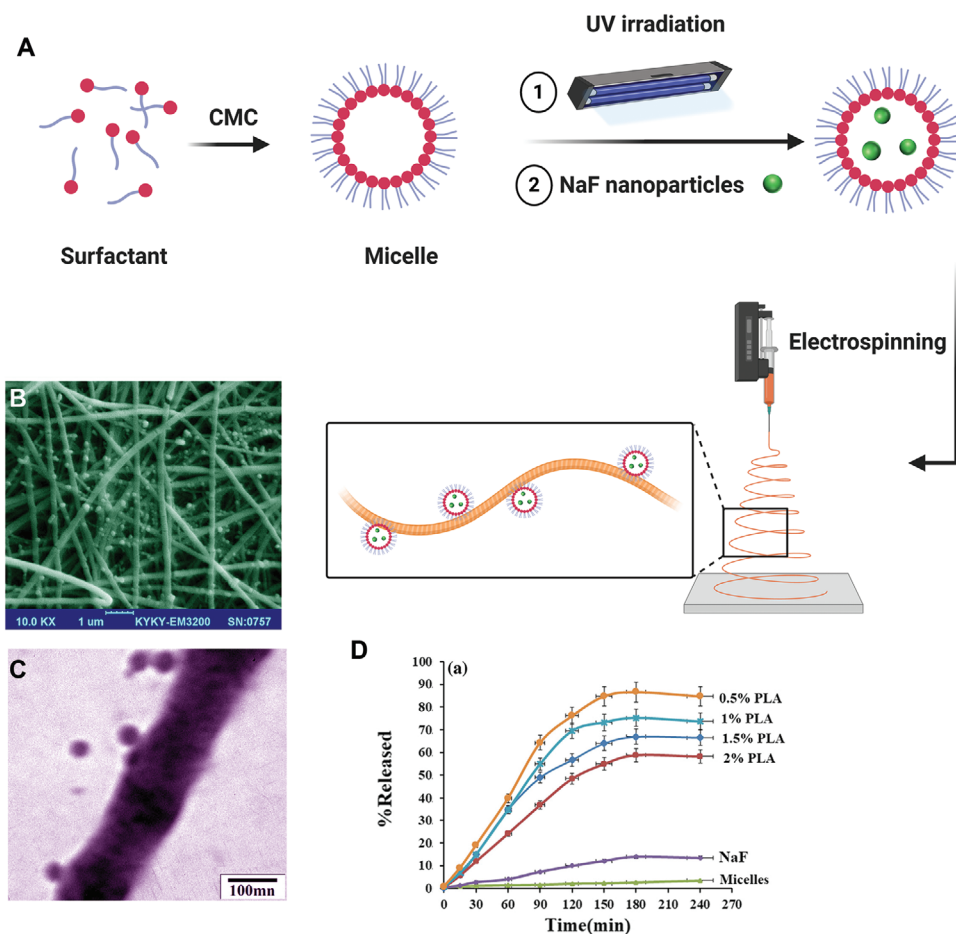 A
UV irradiation
1
CMC
2 NaF nanoparticles
Surfactant
Micelle
Electrospinning
B
10.0 KX 1 um KYKY-EM3200 SN:0757
C
100mn
D
(a)
100
90
80
70
60
50
40
30
20
10
0
%Released
0.5% PLA
1% PLA
1.5% PLA
2% PLA
NaF
Micelles
0 30 60 90 120 150 180 210 240 270
Time(min)